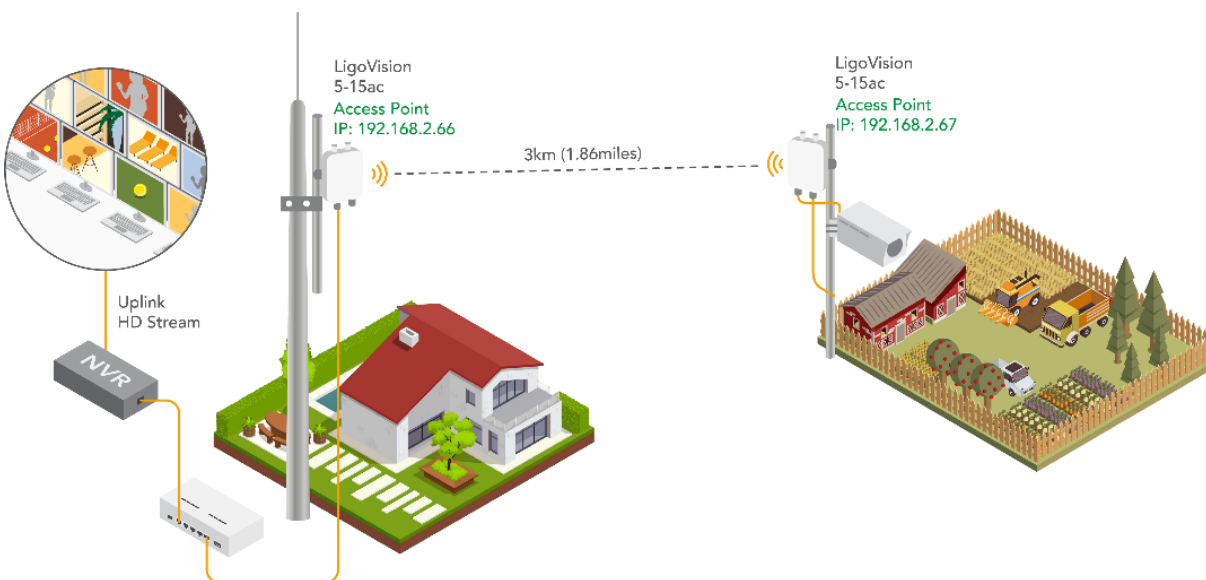 LigoVision
5-15ac
Access Point
IP: 192.168.2.66
LigoVision
5-15ac
Access Point
IP: 192.168.2.67
3km (1.86miles)
Uplink
HD Stream
NVR